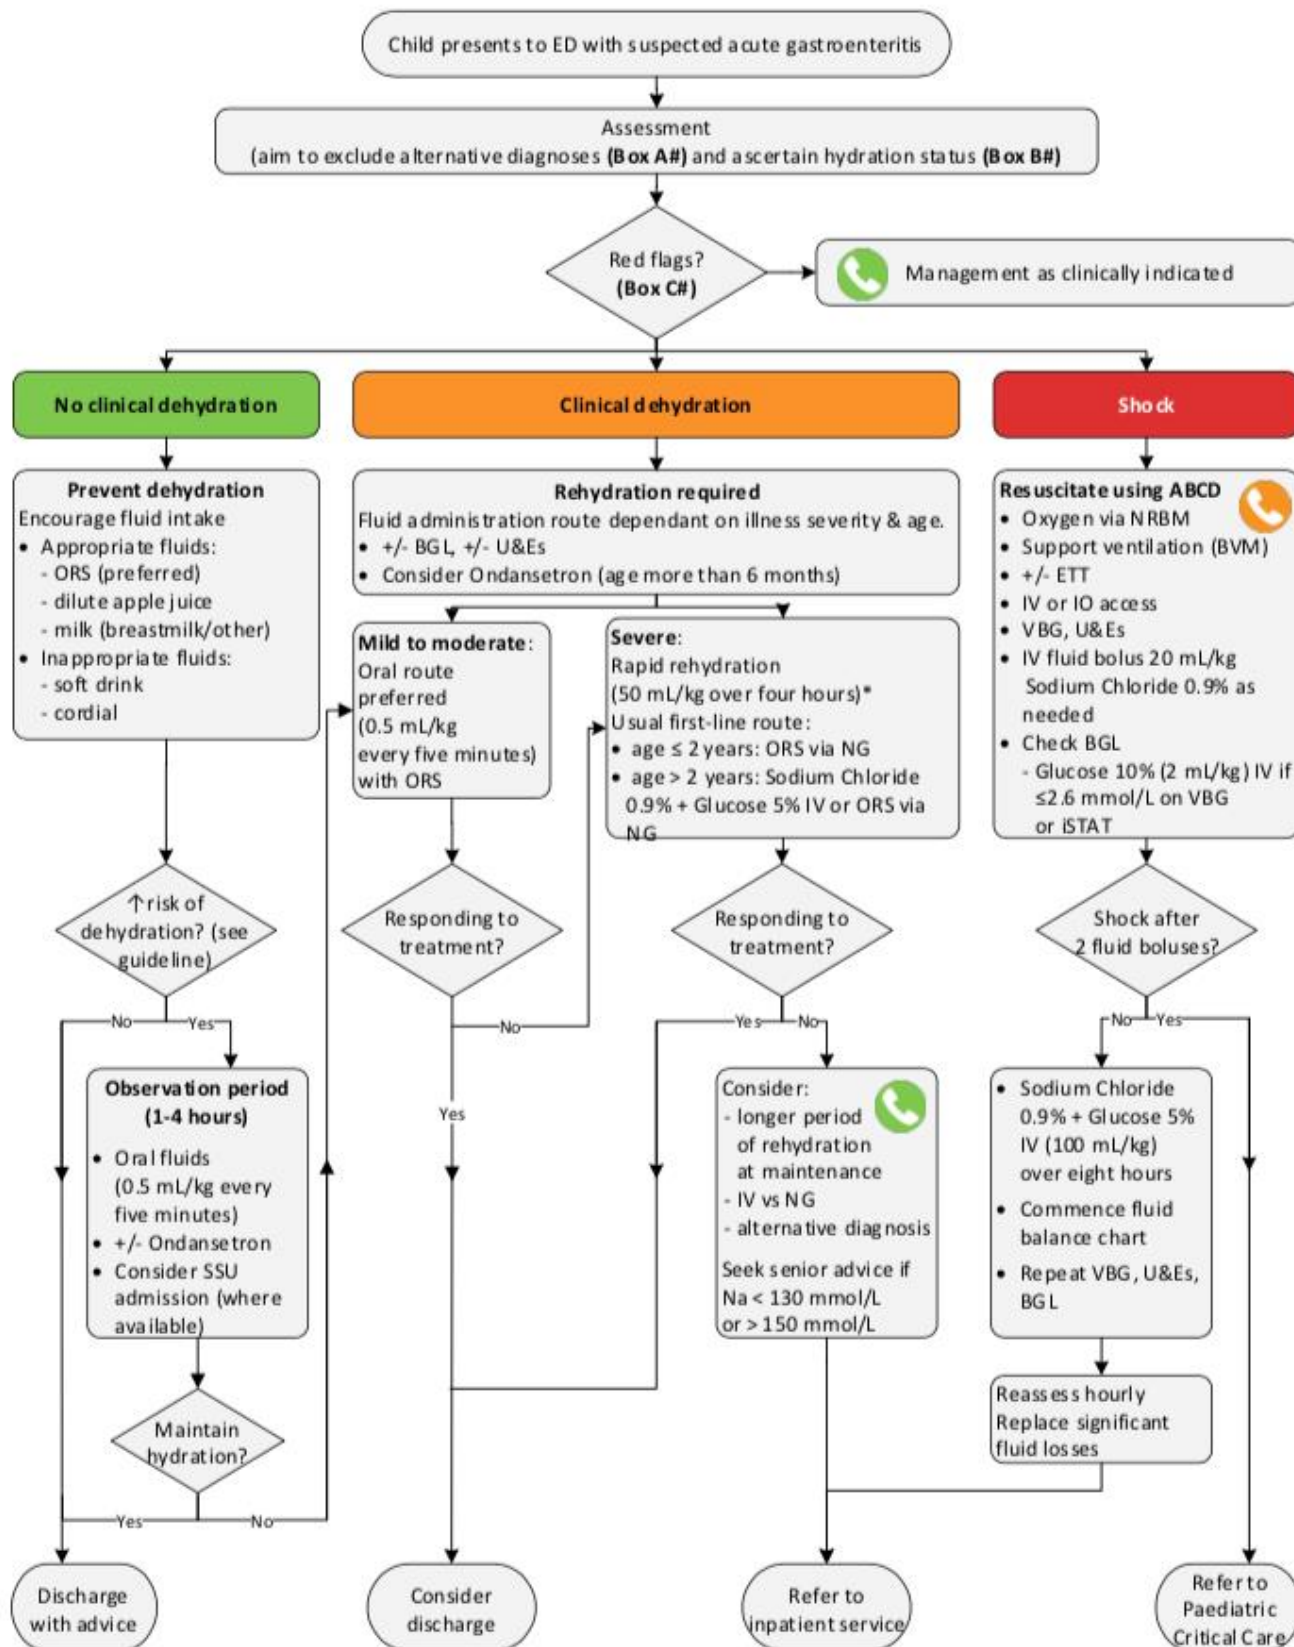 Child presents to ED with suspected acute gastroenteritis
Assessment
(aim to exclude alternative diagnoses (Box A#) and ascertain hydration status (Box B#)
Red flags?
(Box C#)
Management as clinically indicated
No clinical dehydration
Prevent dehydration
Encourage fluid intake
• Appropriate fluids:
- ORS (preferred)
- dilute apple juice
- milk (breastmilk/other)
• Inappropriate fluids:
- soft drink
- cordial
↑risk of
dehydration? (see
guideline)
No
Yes
Observation period
(1-4 hours)
• Oral fluids
(0.5 mL/kg every
five minutes)
• +/- Ondansetron
• Consider SSU
admission (where
available)
Maintain
hydration?
Yes
No
Discharge
with advice
Clinical dehydration
Rehydration required
Fluid administration route dependant on illness severity & age.
• +/- BGL, +/- U&Es
• Consider Ondansetron (age more than 6 months)
Mild to moderate:
Oral route
preferred
(0.5 mL/kg
every five minutes)
with ORS
Responding to
treatment?
No
Yes
Consider
discharge
Severe:
Rapid rehydration
(50 mL/kg over four hours)*
Usual first-line route:
• age ≤ 2 years: ORS via NG
• age > 2 years: Sodium Chloride
0.9% + Glucose 5% IV or ORS via
NG
Responding to
treatment?
Yes
No
Consider:
- longer period
of rehydration
at maintenance
- IV vs NG
- alternative diagnosis
Seek senior advice if
Na < 130 mmol/L
or > 150 mmol/L
Refer to
inpatient service
Shock
Resuscitate using ABCD
• Oxygen via NRBM
• Support ventilation (BVM)
• +/- ETT
• IV or IO access
• VBG, U&Es
• IV fluid bolus 20 mL/kg
Sodium Chloride 0.9% as
needed
• Check BGL
- Glucose 10% (2 mL/kg) IV if
≤2.6 mmol/L on VBG
or iSTAT
Shock after
2 fluid boluses?
No
Yes
• Sodium Chloride
0.9% + Glucose 5%
IV (100 mL/kg)
over eight hours
• Commence fluid
balance chart
• Repeat VBG, U&Es,
BGL
Reassess hourly
Replace significant
fluid losses
Refer to
Paediatric
Critical Care